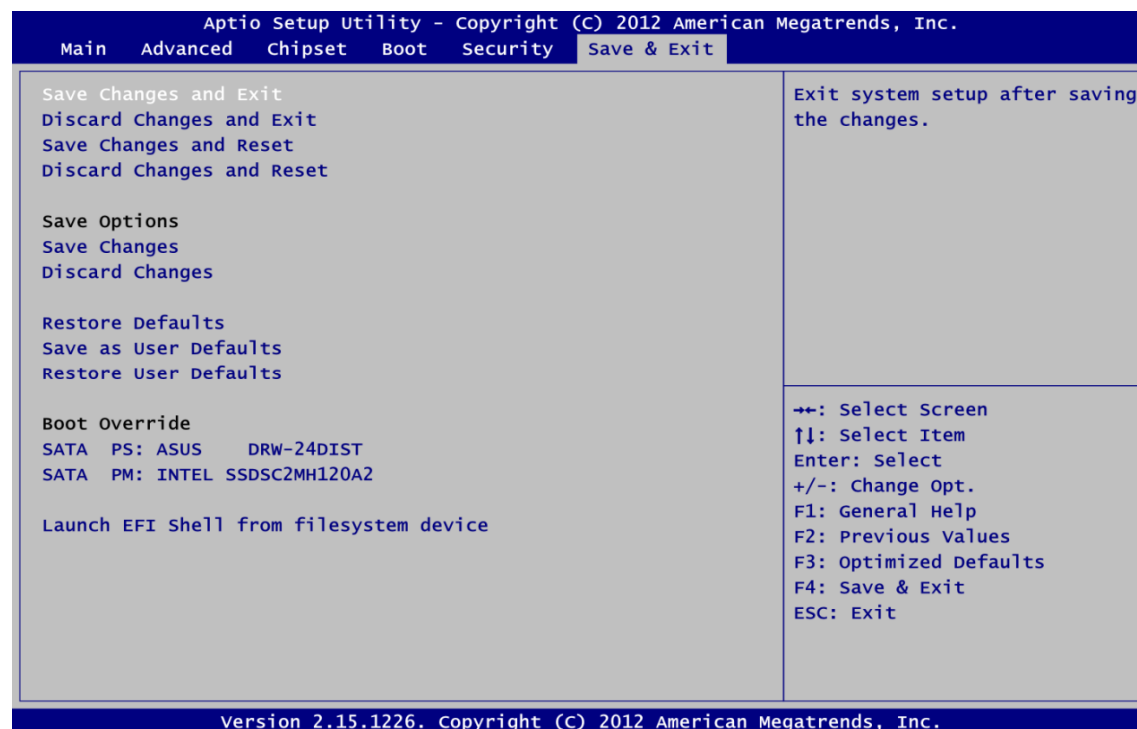 Aptio Setup Utility - Copyright (C) 2012 American Megatrends, Inc.
Main Advanced Chipset Boot Security Save & Exit
Save Changes and Exit
Discard Changes and Exit
Save Changes and Reset
Discard Changes and Reset
Save Options
Save Changes
Discard Changes
Restore Defaults
Save as User Defaults
Restore User Defaults
Boot Override
SATA PS: ASUS DRW-24DIST
SATA PM: INTEL SSDSC2MH120A2
Launch EFI Shell from filesystem device
Exit system setup after saving
the changes.
→←: Select Screen
↑↓: Select Item
Enter: Select
+/-: Change Opt.
F1: General Help
F2: Previous Values
F3: Optimized Defaults
F4: Save & Exit
ESC: Exit
Version 2.15.1226. Copyright (C) 2012 American Megatrends, Inc.